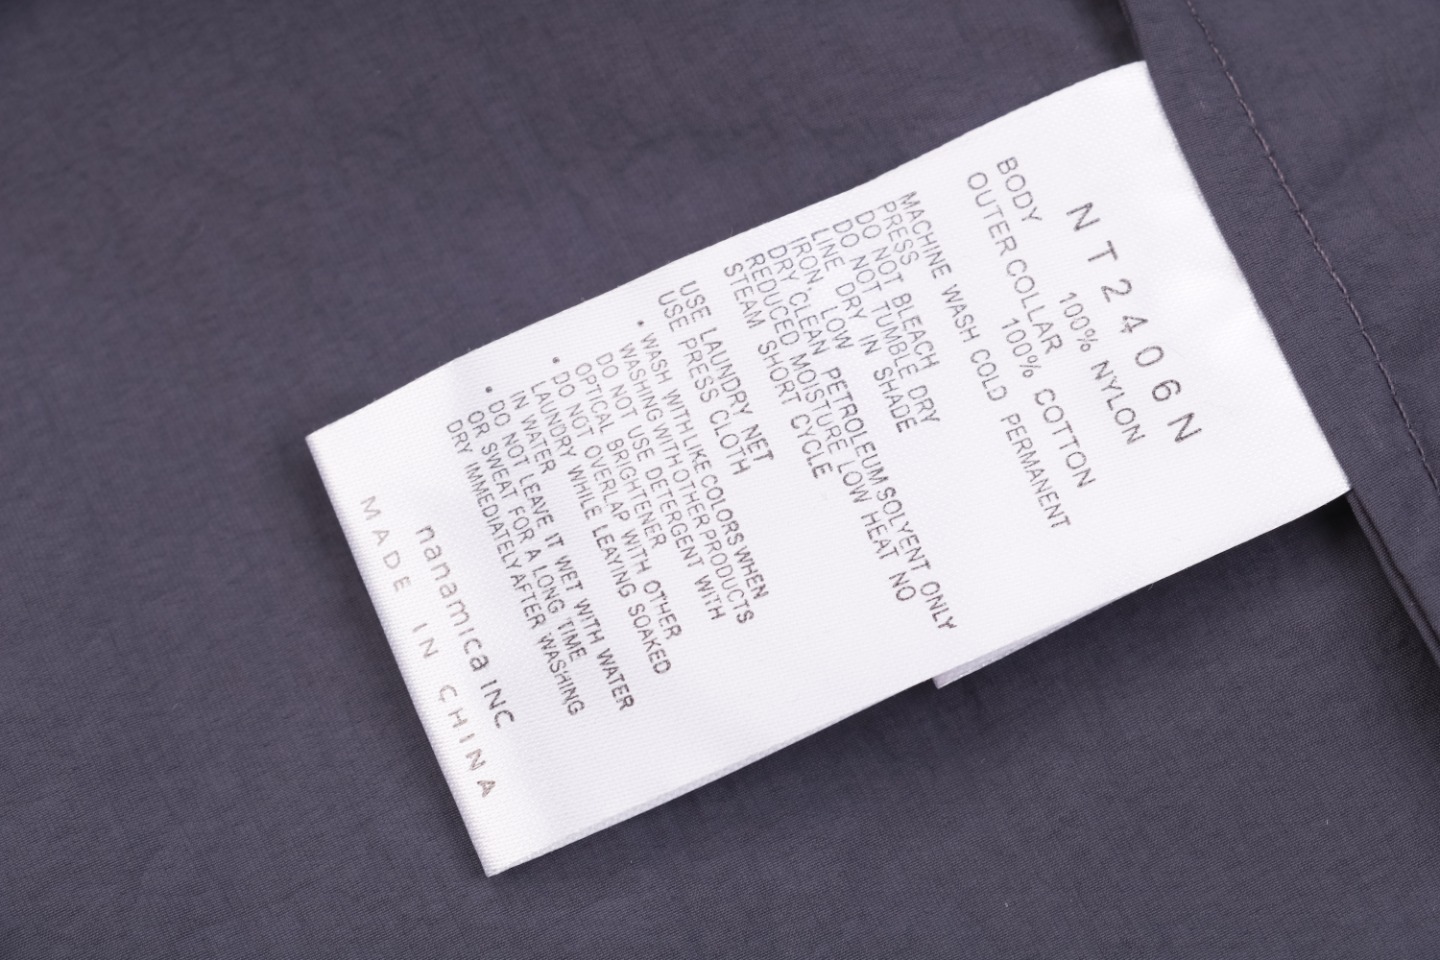 NT2406N
BODY
100% NYLON
OUTER COLLAR
100% COTTON
MACHINE WASH COLD PERMANENT
PRESS
DO NOT BLEACH
DO NOT TUMBLE DRY
LINE DRY IN SHADE
IRON LOW
DRY CLEAN PETROLEUM SOLVENT ONLY
REDUCED MOISTURE LOW HEAT NO
STEAM SHORT CYCLE
USE LAUNDRY NET
USE PRESS CLOTH
• WASH WITH LIKE COLORS WHEN
WASHING WITH OTHER PRODUCTS
DO NOT USE DETERGENT WITH
OPTICAL BRIGHTENER
• DO NOT OVERLAP WITH OTHER
LAUNDRY WHILE LEAVING SOAKED
IN WATER
• DO NOT LEAVE IT WET WITH WATER
OR SWEAT FOR A LONG TIME
DRY IMMEDIATELY AFTER WASHING
nanamica INC.
MADE IN CHINA